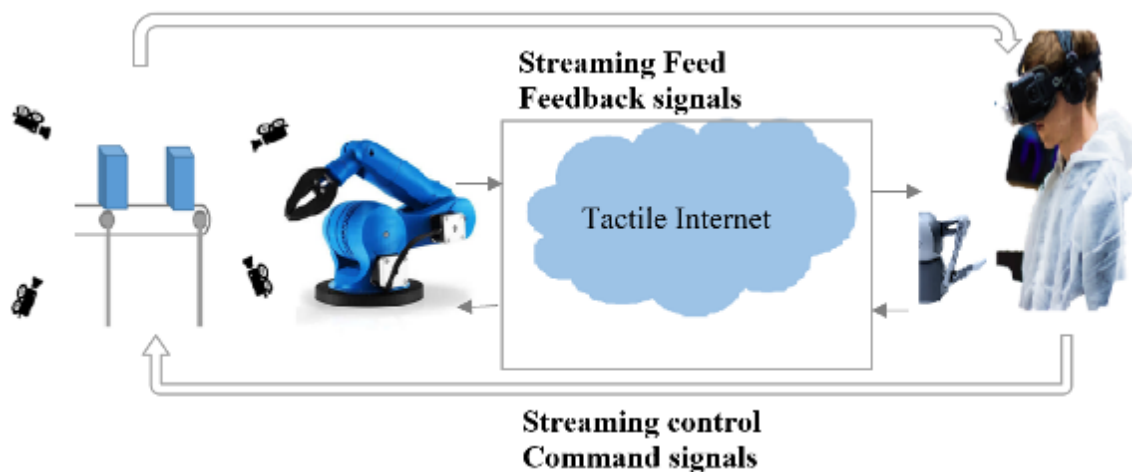 Streaming Feed
Feedback signals
Tactile Internet
Streaming control
Command signals